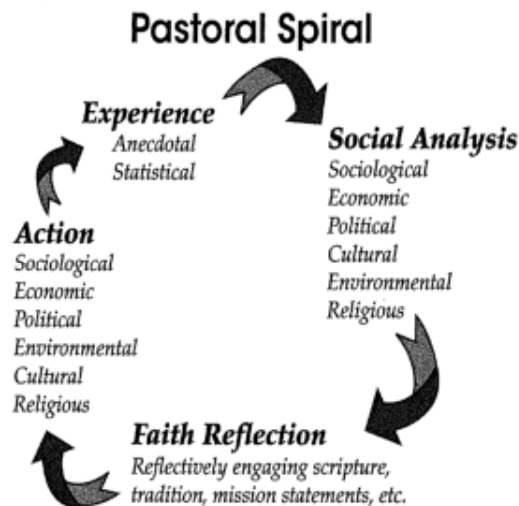 Pastoral Spiral
Experience
Anecdotal
Statistical
Social Analysis
Sociological
Economic
Political
Cultural
Environmental
Religious
Faith Reflection
Reflectively engaging scripture,
tradition, mission statements, etc.
Action
Sociological
Economic
Political
Environmental
Cultural
Religious